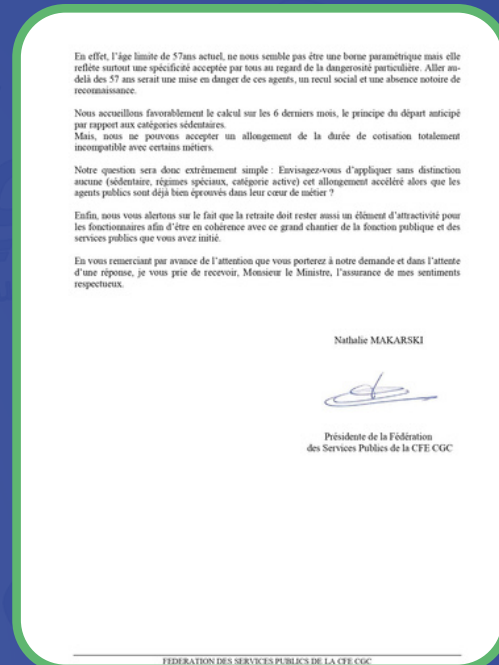 En effet, l'âge limite de 57ans actuel, ne nous semble pas être une borne paramétrique mais elle
reflète surtout une spécificité acceptée par tous au regard de la dangerosité particulière. Aller au-
delà des 57 ans serait une mise en danger de ces agents, un recul social et une absence notoire de
reconnaissance.
Nous accueillons favorablement le calcul sur les 6 derniers mois, le principe du départ anticipé
par rapport aux catégories sédentaires.
Mais, nous ne pouvons accepter un allongement de la durée de cotisation totalement
incompatible avec certains métiers.
Notre question sera donc extrêmement simple : Envisagez-vous d'appliquer sans distinction
aucune (sédentaire, régimes spéciaux, catégorie active) cet allongement accéléré alors que les
agents publics sont déjà bien éprouvés dans leur cœur de métier ?
Enfin, nous vous alertons sur le fait que la retraite doit rester aussi un élément d'attractivité pour
les fonctionnaires afin d'être en cohérence avec ce grand chantier de la fonction publique et des
services publics que vous avez initié.
En vous remerciant par avance de l'attention que vous porterez à notre demande et dans l'attente
d'une réponse, je vous prie de recevoir, Monsieur le Ministre, l'assurance de mes sentiments
respectueux.
Nathalie MAKARSKI
Présidente de la Fédération
des Services Publics de la CFE CGC
FEDERATION DES SERVICES PUBLICS DE LA CFE CGC